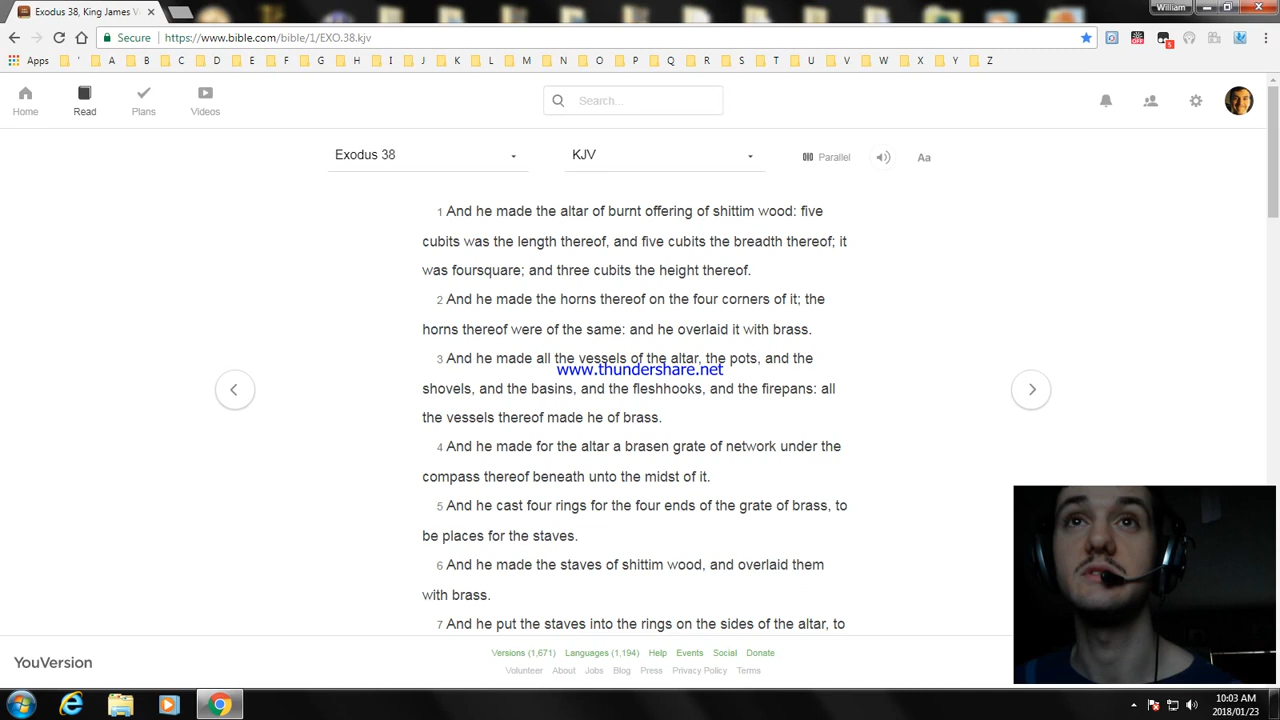 Exodus 38, King James V
William
Secure
https://www.bible.com/bible/1/EXO.38.kjv
OFF
5
Apps ' A B C D E F G H I J K L M N O P Q R S T U V W X Y Z
Home Read Plans Videos
Search...
Exodus 38 KJV Parallel Aa
1 And he made the altar of burnt offering of shittim wood: five
cubits was the length thereof, and five cubits the breadth thereof; it
was foursquare; and three cubits the height thereof.
2 And he made the horns thereof on the four corners of it; the
horns thereof were of the same: and he overlaid it with brass.
3 And he made all the vessels of the altar, the pots, and the
www.thundershare.net
shovels, and the basins, and the fleshhooks, and the firepans: all
the vessels thereof made he of brass.
4 And he made for the altar a brasen grate of network under the
compass thereof beneath unto the midst of it.
5 And he cast four rings for the four ends of the grate of brass, to
be places for the staves.
6 And he made the staves of shittim wood, and overlaid them
with brass.
7 And he put the staves into the rings on the sides of the altar, to
YouVersion
Versions (1,671) Languages (1,194) Help Events Social Donate
Volunteer About Jobs Blog Press Privacy Policy Terms
10:03 AM
2018/01/23